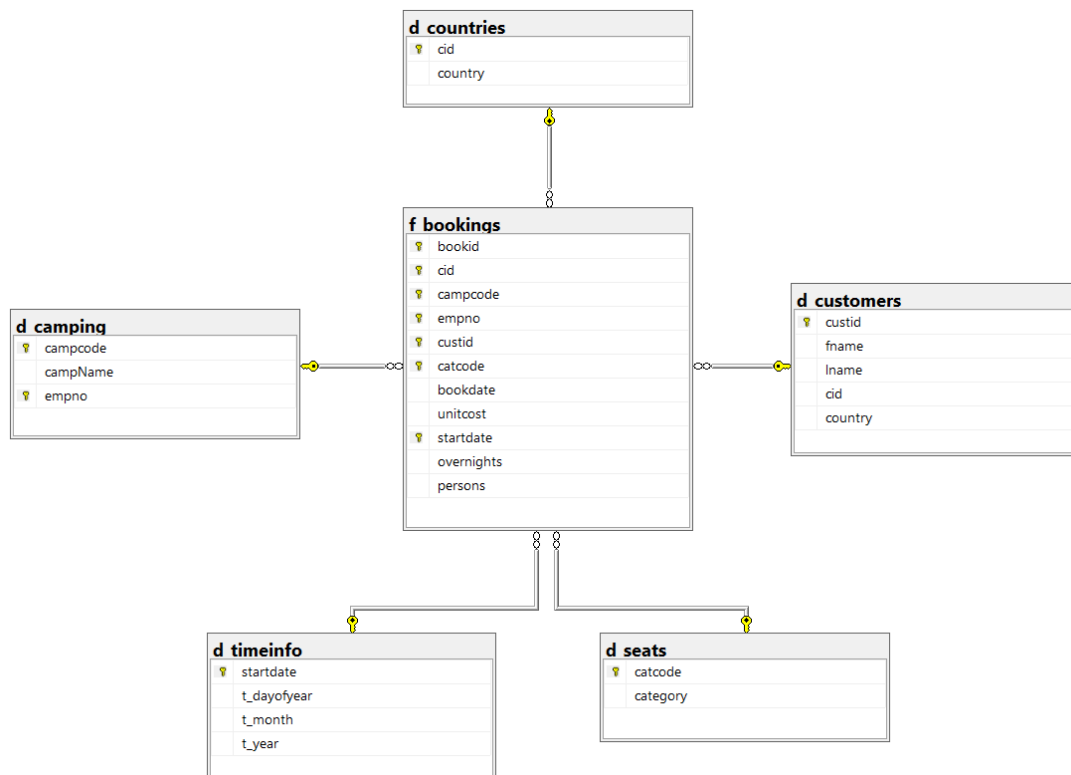 d_countries
cid
country
f_bookings
bookid
cid
campcode
empno
custid
catcode
bookdate
unitcost
startdate
overnights
persons
d_camping
campcode
campName
empno
d_customers
custid
fname
lname
cid
country
d_timeinfo
startdate
t_dayofyear
t_month
t_year
d_seats
catcode
category